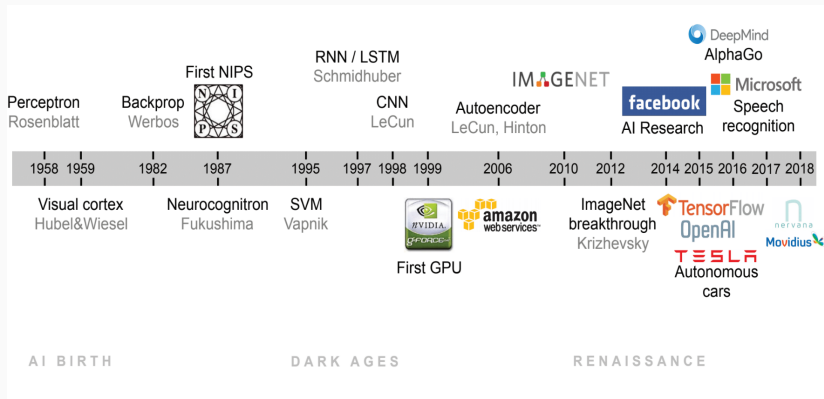 DeepMind
AlphaGo
RNN / LSTM
Schmidhuber
First NIPS
N I
P S
IMAGENET
Microsoft
Speech
recognition
facebook
AI Research
Perceptron
Rosenblatt
Backprop
Werbos
CNN
LeCun
Autoencoder
LeCun, Hinton
1958 1959 1982 1987 1995 1997 1998 1999 2006 2010 2012 2014 2015 2016 2017 2018
Visual cortex
Hubel&Wiesel
Neurocognitron
Fukushima
SVM
Vapnik
NVIDIA.
g-FORCE
First GPU
amazon
web services™
ImageNet
breakthrough
Krizhevsky
TensorFlow
OpenAI
TESLA
Autonomous
cars
nervana
Movidius
AI BIRTH
DARK AGES
RENAISSANCE